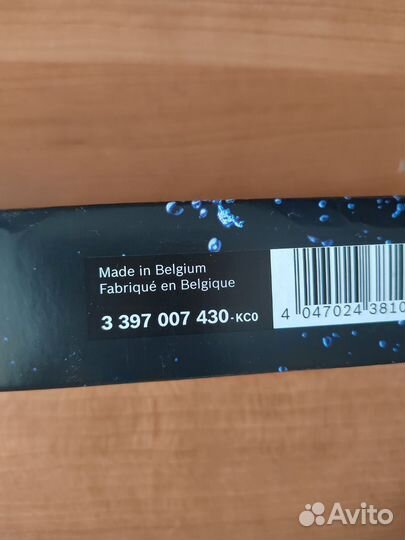 Made in Belgium
Fabriqué en Belgique
3 397 007 430-KC0
4 047024 3810
Avito